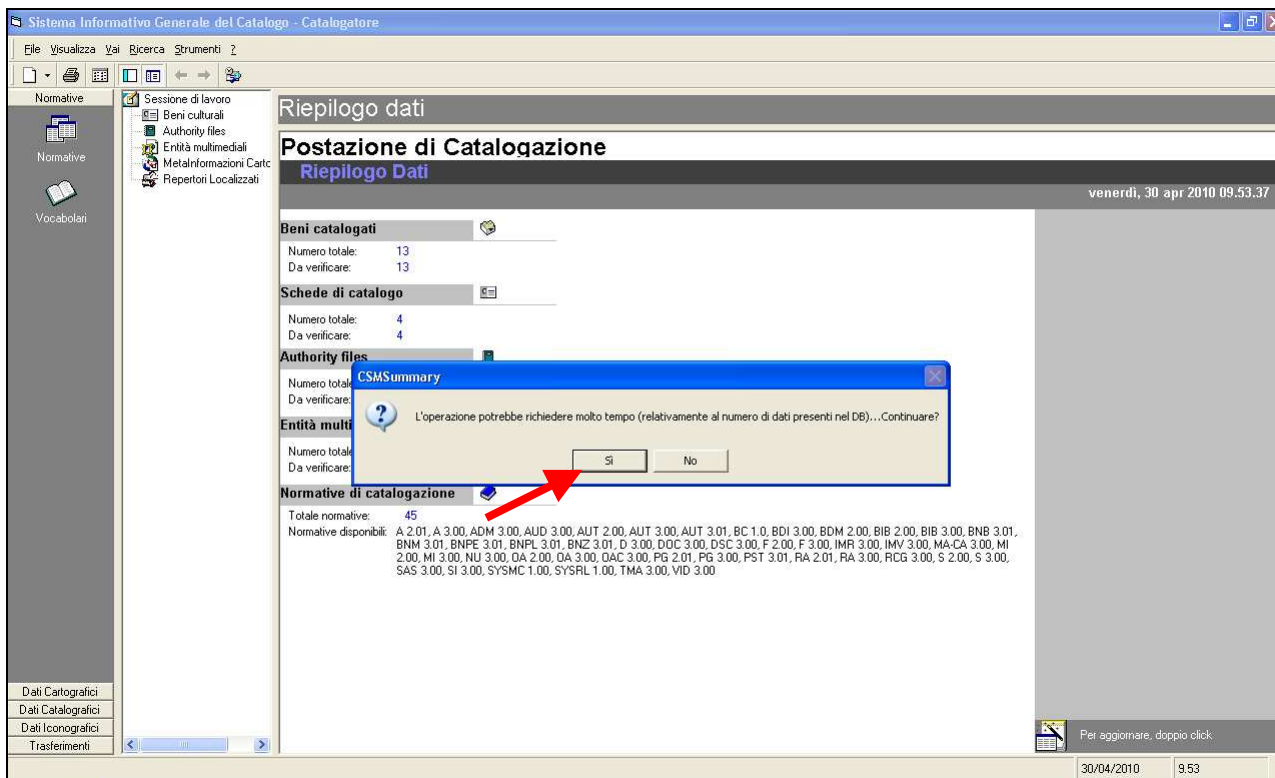 Sistema Informativo Generale del Catalogo - Catalogatore
File Visualizza Vai Ricerca Strumenti ?
Normative
Normative
Vocabolari
Dati Cartografici
Dati Catalografici
Dati Iconografici
Trasferimenti
Sessione di lavoro
Beni culturali
Authority files
Entità multimediali
MetaInformazioni Carto
Repertori Localizzati
Riepilogo dati
Postazione di Catalogazione
Riepilogo Dati
venerdì, 30 apr 2010 09.53.37
Beni catalogati
Numero totale: 13
Da verificare: 13
Schede di catalogo
Numero totale: 4
Da verificare: 4
Authority files
Numero totale
Da verificare:
Entità multi
Numero totale
Da verificare:
CSMSummary
L'operazione potrebbe richiedere molto tempo (relativamente al numero di dati presenti nel DB)...Continuare?
Sì No
Normative di catalogazione
Totale normative: 45
Normative disponibili: A 2.01, A 3.00, ADM 3.00, AUD 3.00, AUT 2.00, AUT 3.00, AUT 3.01, BC 1.0, BDI 3.00, BDM 2.00, BIB 2.00, BIB 3.00, BNB 3.01,
BNM 3.01, BNPE 3.01, BNPL 3.01, BNZ 3.01, D 3.00, DOC 3.00, DSC 3.00, F 2.00, F 3.00, IMR 3.00, IMV 3.00, MA-CA 3.00, MI
2.00, MI 3.00, NU 3.00, OA 2.00, OA 3.00, OAC 3.00, PG 2.01, PG 3.00, PST 3.01, RA 2.01, RA 3.00, RCG 3.00, S 2.00, S 3.00,
SAS 3.00, SI 3.00, SYSMC 1.00, SYSRL 1.00, TMA 3.00, VID 3.00
Per aggiornare, doppio click
30/04/2010 9.53